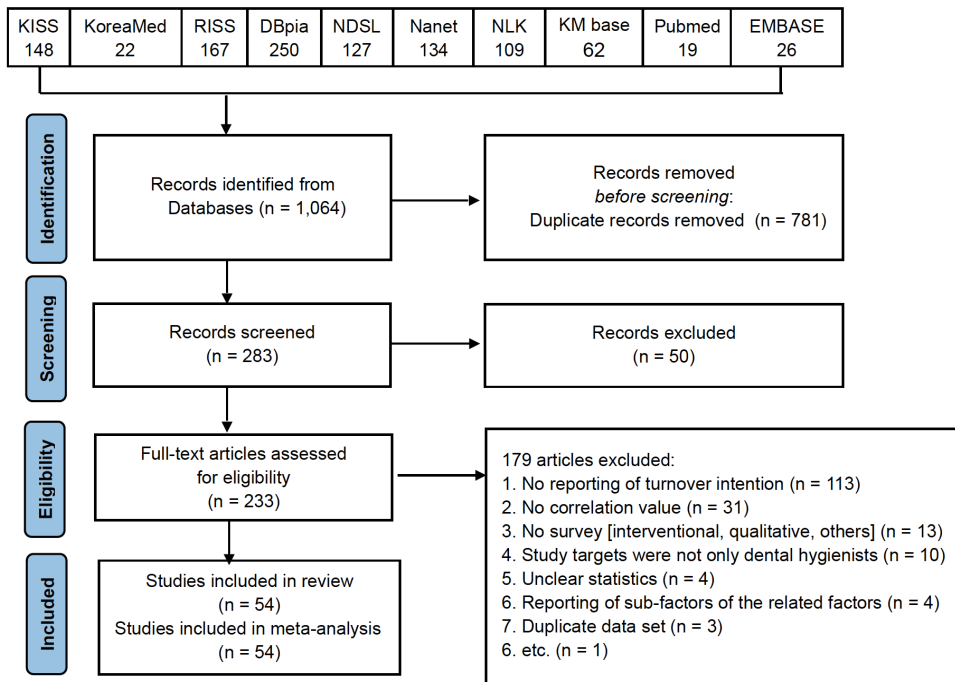 KISS KoreaMed RISS DBpia NDSL Nanet NLK KM base Pubmed EMBASE
148 22 167 250 127 134 109 62 19 26
Identification
Records identified from
Databases (n = 1,064)
Records removed
before screening:
Duplicate records removed (n = 781)
Screening
Records screened
(n = 283)
Records excluded
(n = 50)
Eligibility
Full-text articles assessed
for eligibility
(n = 233)
179 articles excluded:
1. No reporting of turnover intention (n = 113)
2. No correlation value (n = 31)
3. No survey [interventional, qualitative, others] (n = 13)
4. Study targets were not only dental hygienists (n = 10)
5. Unclear statistics (n = 4)
6. Reporting of sub-factors of the related factors (n = 4)
7. Duplicate data set (n = 3)
6. etc. (n = 1)
Included
Studies included in review
(n = 54)
Studies included in meta-analysis
(n = 54)